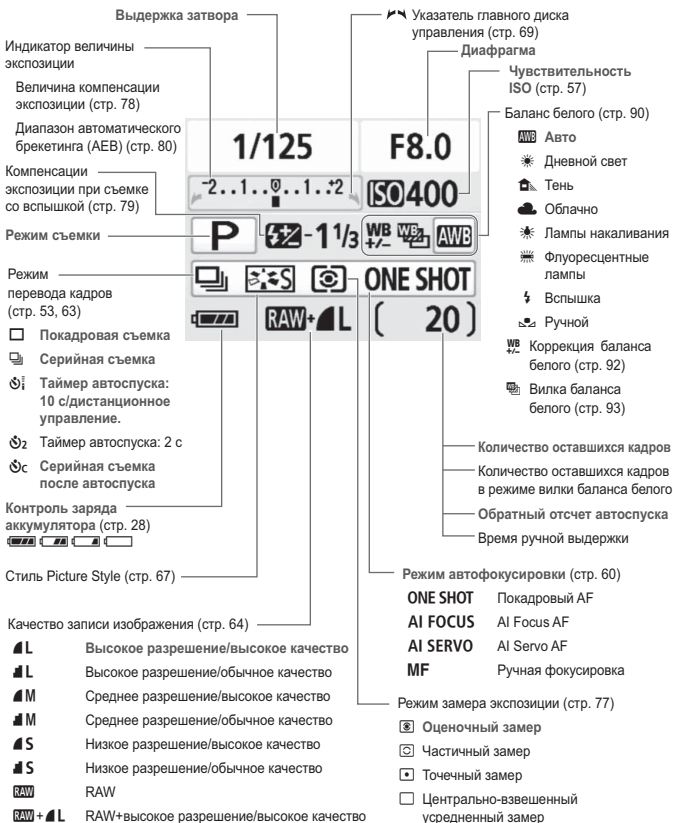 Выдержка затвора
Указатель главного диска
управления (стр. 69)
Диафрагма
Чувствительность
ISO (стр. 57)
Индикатор величины
экспозиции
Величина компенсации
экспозиции (стр. 78)
Диапазон автоматического
брекетинга (AEB) (стр. 80)
Компенсации
экспозиции при съемке
со вспышкой (стр. 79)
Режим съемки
Режим
перевода кадров
(стр. 53, 63)
Покадровая съемка
Серийная съемка
Таймер автоспуска:
10 с/дистанционное
управление.
2 Таймер автоспуска: 2 с
C Серийная съемка
после автоспуска
Контроль заряда
аккумулятора (стр. 28)
Стиль Picture Style (стр. 67)
1/125 F8.0
-2..1..0..1..+2 ISO 400
P -1 1/3 WB +/- WB AWB
S ONE SHOT
RAW+ L ( 20 )
Баланс белого (стр. 90)
AWB Авто
Дневной свет
Тень
Облачно
Лампы накаливания
Флуоресцентные
лампы
Вспышка
Ручной
WB +/- Коррекция баланса
белого (стр. 92)
WB Вилка баланса
белого (стр. 93)
Количество оставшихся кадров
Количество оставшихся кадров
в режиме вилки баланса белого
Обратный отсчет автоспуска
Время ручной выдержки
Режим автофокусировки (стр. 60)
ONE SHOT Покадровый AF
AI FOCUS AI Focus AF
AI SERVO AI Servo AF
MF Ручная фокусировка
Качество записи изображения (стр. 64)
L Высокое разрешение/высокое качество
L Высокое разрешение/обычное качество
M Среднее разрешение/высокое качество
M Среднее разрешение/обычное качество
S Низкое разрешение/высокое качество
S Низкое разрешение/обычное качество
RAW RAW
RAW + L RAW+высокое разрешение/высокое качество
Режим замера экспозиции (стр. 77)
Оценочный замер
Частичный замер
Точечный замер
Центрально-взвешенный
усредненный замер